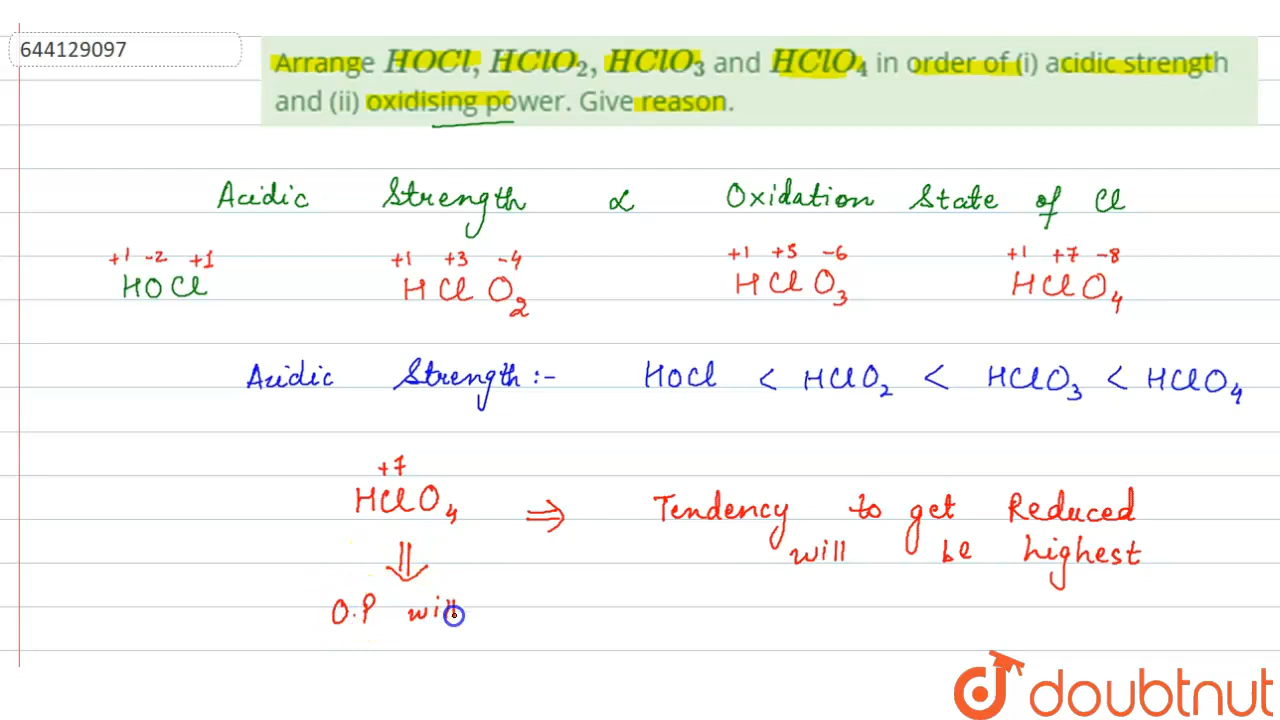 644129097
Arrange HOCl, HClO₂, HClO₃ and HClO₄ in order of (i) acidic strength
and (ii) oxidising power. Give reason.
Acidic Strength ∝ Oxidation State of Cl
+1 -2 +1 +1 +3 -4 +1 +5 -6 +1 +7 -8
HOCl HClO₂ HClO₃ HClO₄
Acidic Strength :- HOCl < HClO₂ < HClO₃ < HClO₄
+7
HClO₄ ⇒ Tendency to get Reduced
will be highest
⇓
O.P will
doubtnut